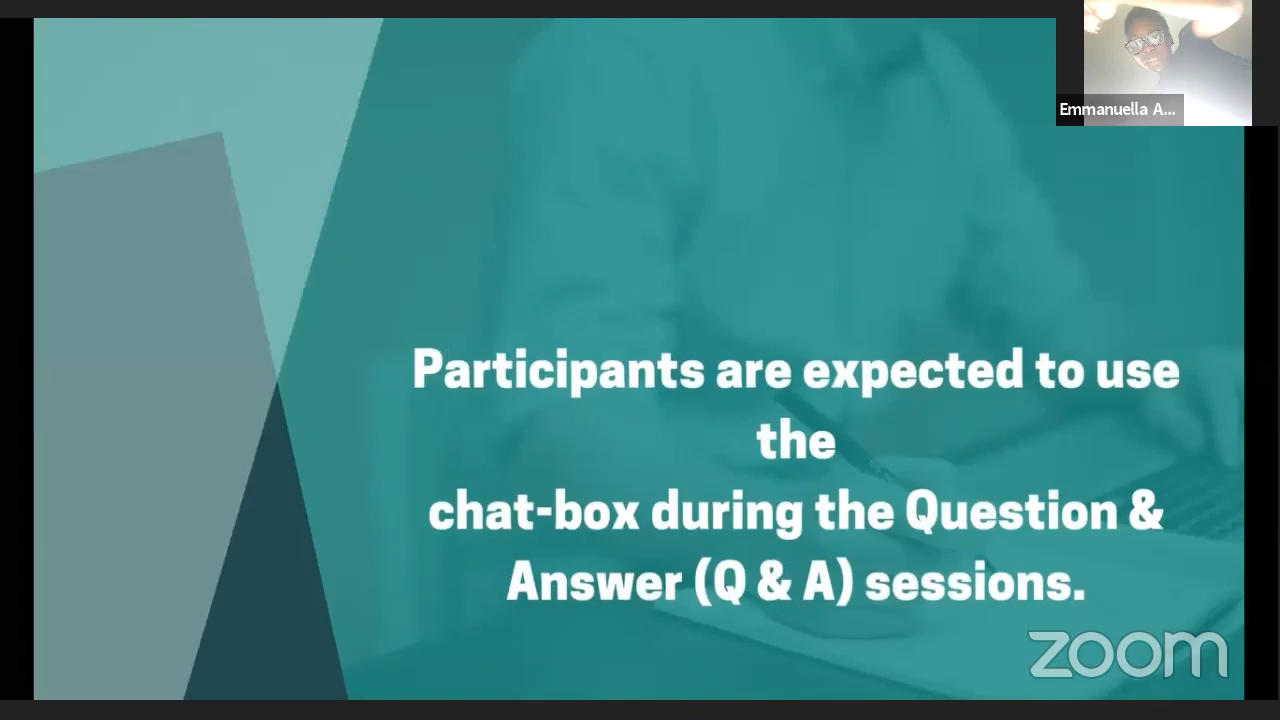 Emmanuella A...
Participants are expected to use
the
chat-box during the Question &
Answer (Q & A) sessions.
zoom